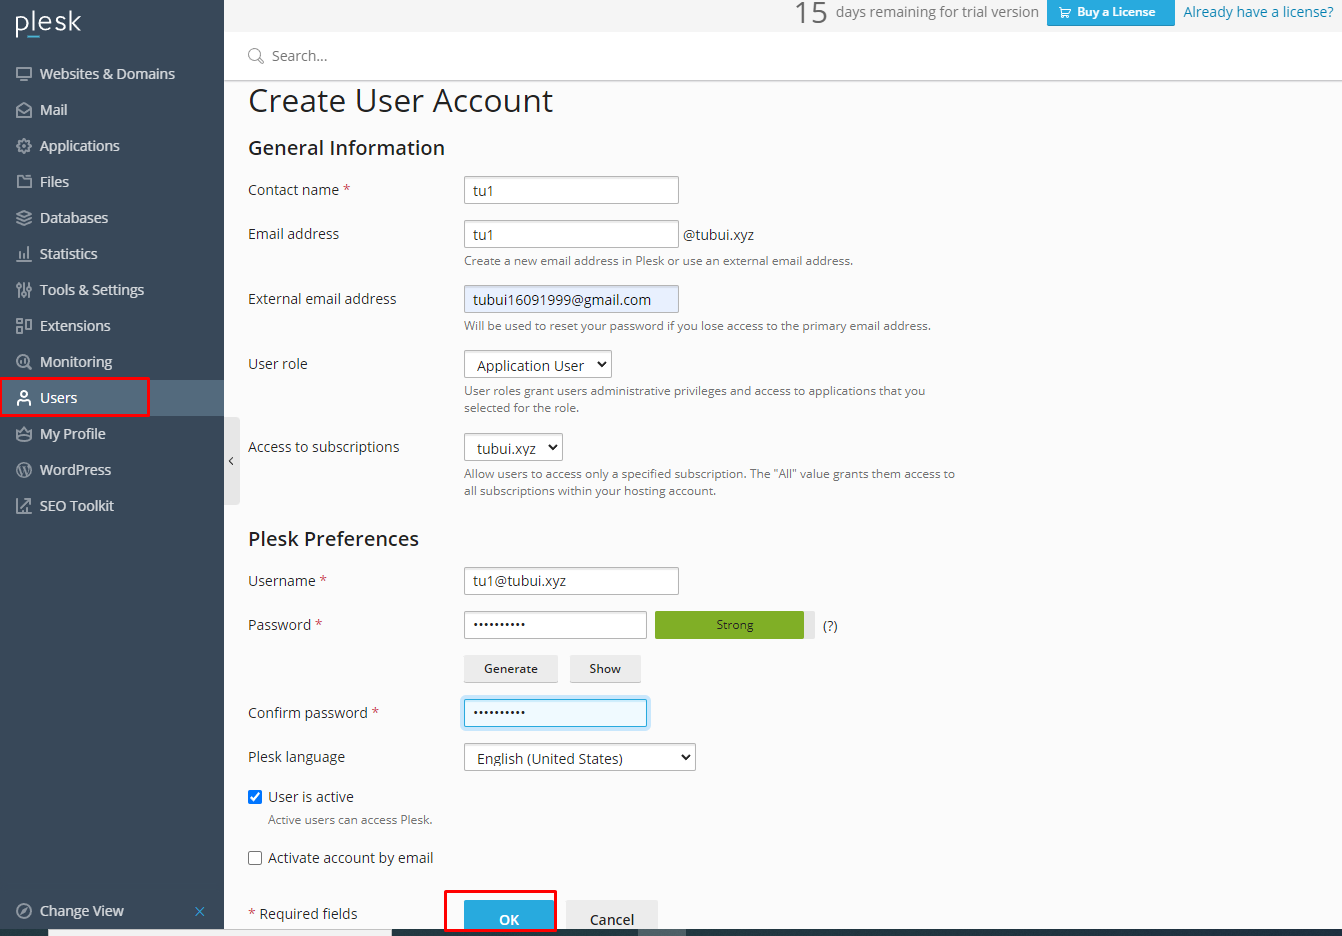 plesk
15 days remaining for trial version Buy a License Already have a license?
Search...
Websites & Domains
Mail
Applications
Files
Databases
Statistics
Tools & Settings
Extensions
Monitoring
Users
My Profile
WordPress
SEO Toolkit
Change View ×
Create User Account
General Information
Contact name * tu1
Email address tu1 @tubui.xyz
Create a new email address in Plesk or use an external email address.
External email address tubui16091999@gmail.com
Will be used to reset your password if you lose access to the primary email address.
User role Application User
User roles grant users administrative privileges and access to applications that you
selected for the role.
Access to subscriptions tubui.xyz
Allow users to access only a specified subscription. The "All" value grants them access to
all subscriptions within your hosting account.
Plesk Preferences
Username * tu1@tubui.xyz
Password * •••••••••• Strong (?)
Generate Show
Confirm password * ••••••••••
Plesk language English (United States)
User is active
Active users can access Plesk.
Activate account by email
* Required fields OK Cancel